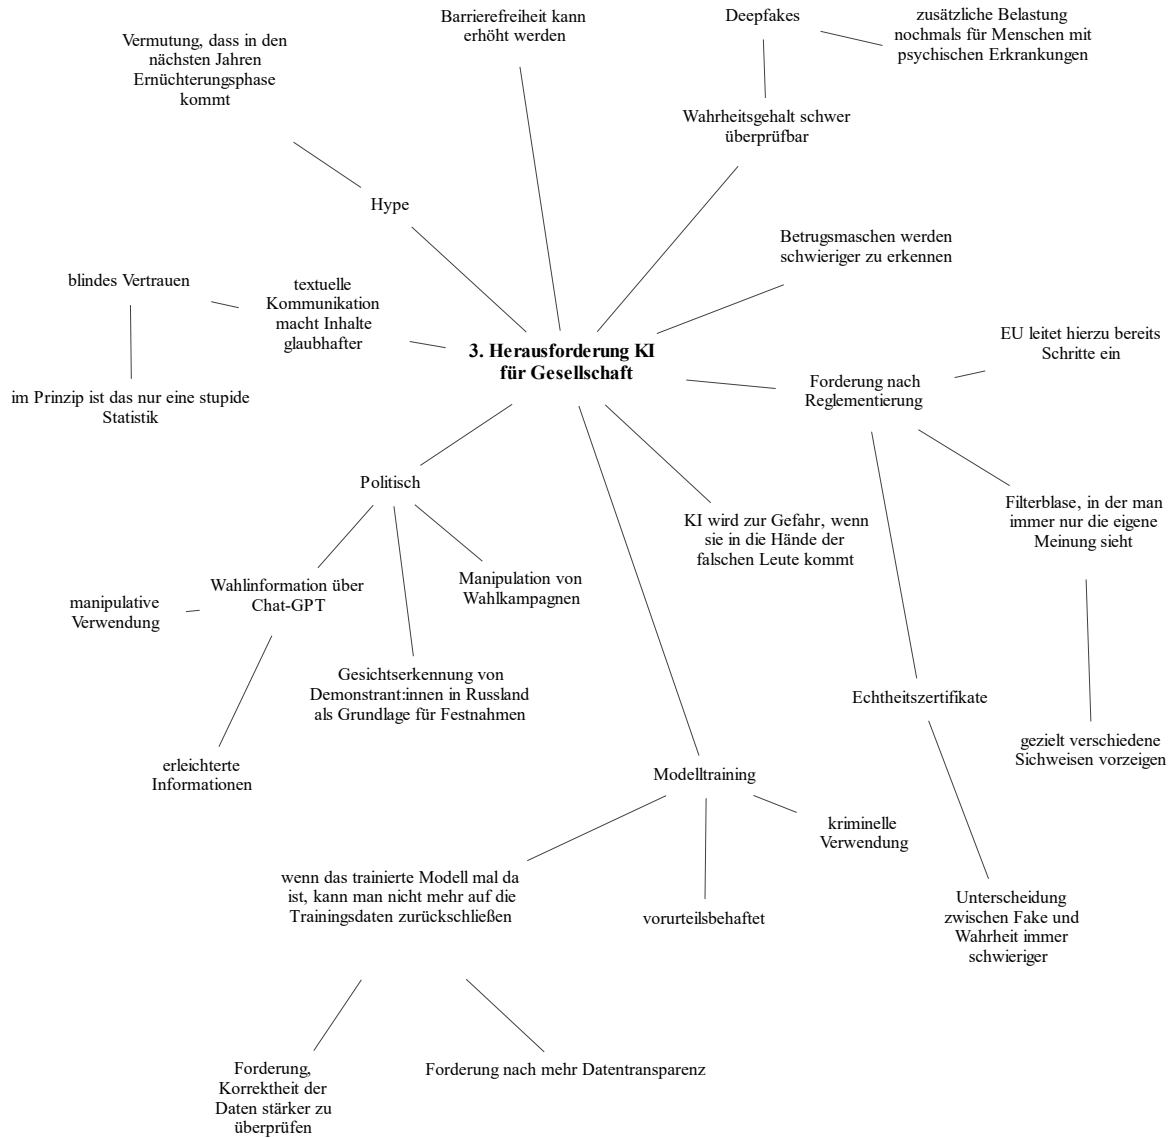 Barrierefreiheit kann
erhöht werden
Deepfakes
zusätzliche Belastung
nochmals für Menschen mit
psychischen Erkrankungen
Vermutung, dass in den
nächsten Jahren
Ernüchterungsphase
kommt
Wahrheitsgehalt schwer
überprüfbar
Hype
Betrugsmaschen werden
schwieriger zu erkennen
blindes Vertrauen
textuelle
Kommunikation
macht Inhalte
glaubhafter
EU leitet hierzu bereits
Schritte ein
3. Herausforderung KI
für Gesellschaft
Forderung nach
Reglementierung
im Prinzip ist das nur eine stupide
Statistik
Politisch
Filterblase, in der man
immer nur die eigene
Meinung sieht
KI wird zur Gefahr, wenn
sie in die Hände der
falschen Leute kommt
Manipulation von
Wahlkampagnen
Wahlinformation über
Chat-GPT
manipulative
Verwendung
Gesichtserkennung von
Demonstrant:innen in Russland
als Grundlage für Festnahmen
Echtheitszertifikate
gezielt verschiedene
Sichweisen vorzeigen
erleichterte
Informationen
Modelltraining
kriminelle
Verwendung
wenn das trainierte Modell mal da
ist, kann man nicht mehr auf die
Trainingsdaten zurückschließen
vorurteilsbehaftet
Unterscheidung
zwischen Fake und
Wahrheit immer
schwieriger
Forderung,
Korrektheit der
Daten stärker zu
überprüfen
Forderung nach mehr Datentransparenz